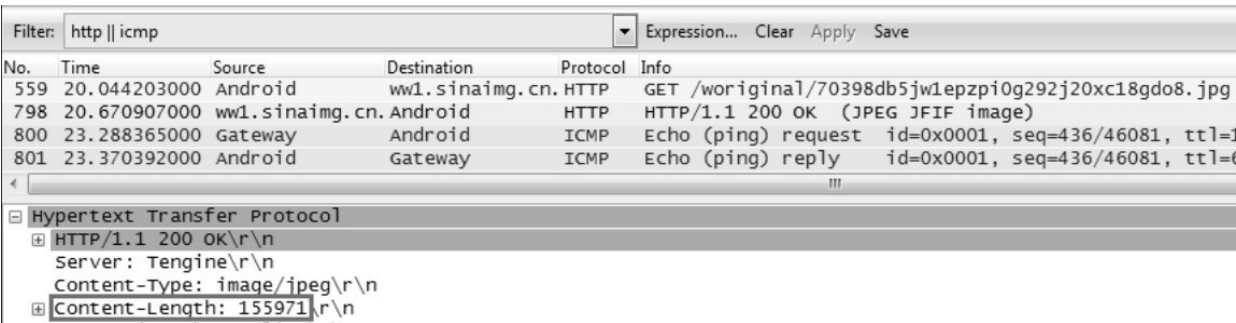 Filter: http || icmp Expression... Clear Apply Save
No. Time Source Destination Protocol Info
559 20.044203000 Android ww1.sinaimg.cn. HTTP GET /woriginal/70398db5jw1epzpi0g292j20xc18gdo8.jpg
798 20.670907000 ww1.sinaimg.cn. Android HTTP HTTP/1.1 200 OK (JPEG JFIF image)
800 23.288365000 Gateway Android ICMP Echo (ping) request id=0x0001, seq=436/46081, ttl=1
801 23.370392000 Android Gateway ICMP Echo (ping) reply id=0x0001, seq=436/46081, ttl=6
Hypertext Transfer Protocol
HTTP/1.1 200 OK\r\n
Server: Tengine\r\n
Content-Type: image/jpeg\r\n
Content-Length: 155971\r\n